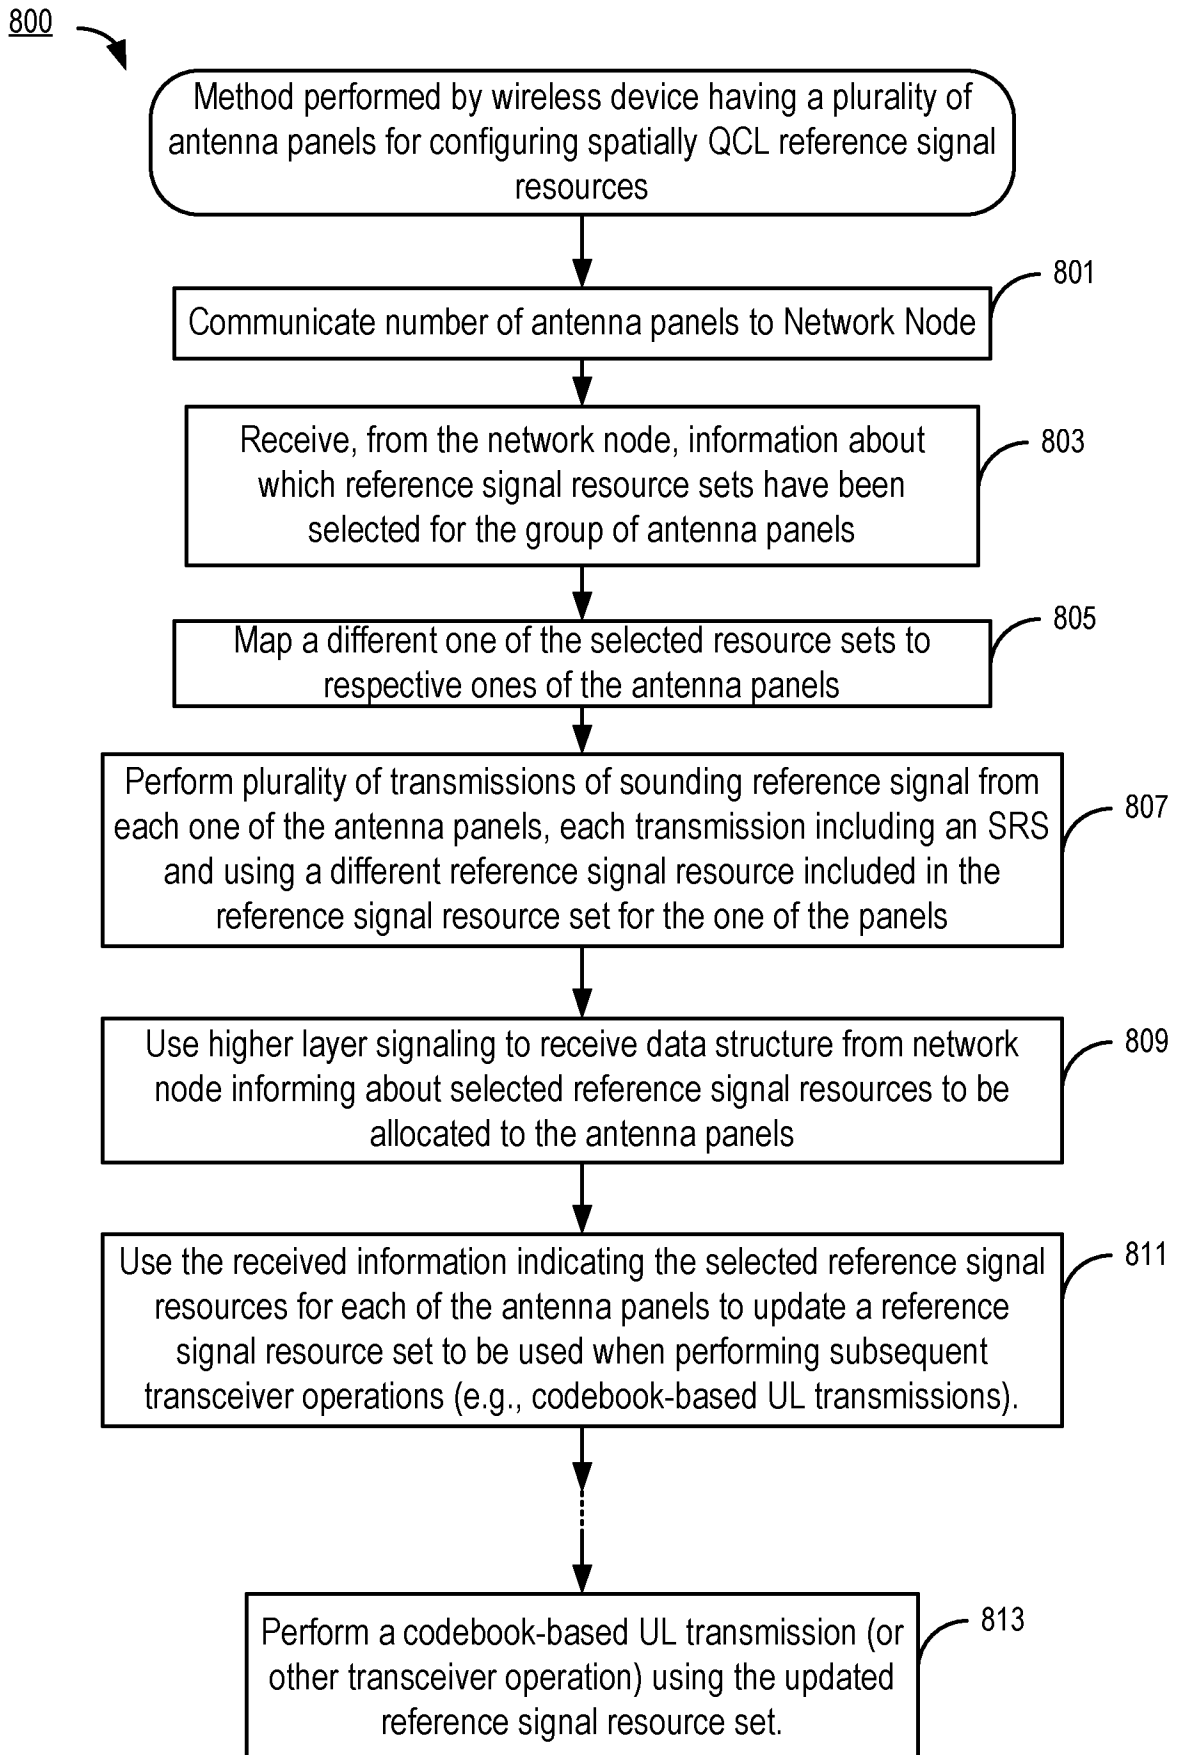 800
Method performed by wireless device having a plurality of
antenna panels for configuring spatially QCL reference signal
resources
801
Communicate number of antenna panels to Network Node
Receive, from the network node, information about
which reference signal resource sets have been
selected for the group of antenna panels
803
Map a different one of the selected resource sets to
respective ones of the antenna panels
805
Perform plurality of transmissions of sounding reference signal from
each one of the antenna panels, each transmission including an SRS
and using a different reference signal resource included in the
reference signal resource set for the one of the panels
807
Use higher layer signaling to receive data structure from network
node informing about selected reference signal resources to be
allocated to the antenna panels
809
Use the received information indicating the selected reference signal
resources for each of the antenna panels to update a reference
signal resource set to be used when performing subsequent
transceiver operations (e.g., codebook-based UL transmissions).
811
Perform a codebook-based UL transmission (or
other transceiver operation) using the updated
reference signal resource set.
813